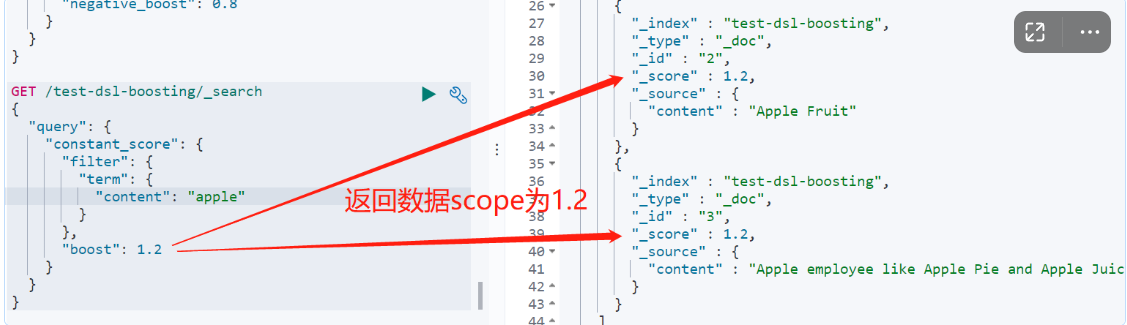 "negative_boost": 0.8
}
}
}
GET /test-dsl-boosting/_search
{
"query": {
"constant_score": {
"filter": {
"term": {
"content": "apple"
}
},
"boost": 1.2
}
}
}
返回数据scope为1.2
26 {
27 "_index" : "test-dsl-boosting",
28 "_type" : "_doc",
29 "_id" : "2",
30 "_score" : 1.2,
31 "_source" : {
32 "content" : "Apple Fruit"
33 }
34 },
35 {
36 "_index" : "test-dsl-boosting",
37 "_type" : "_doc",
38 "_id" : "3",
39 "_score" : 1.2,
40 "_source" : {
41 "content" : "Apple employee like Apple Pie and Apple Juic
42 }
43 }
44 ]